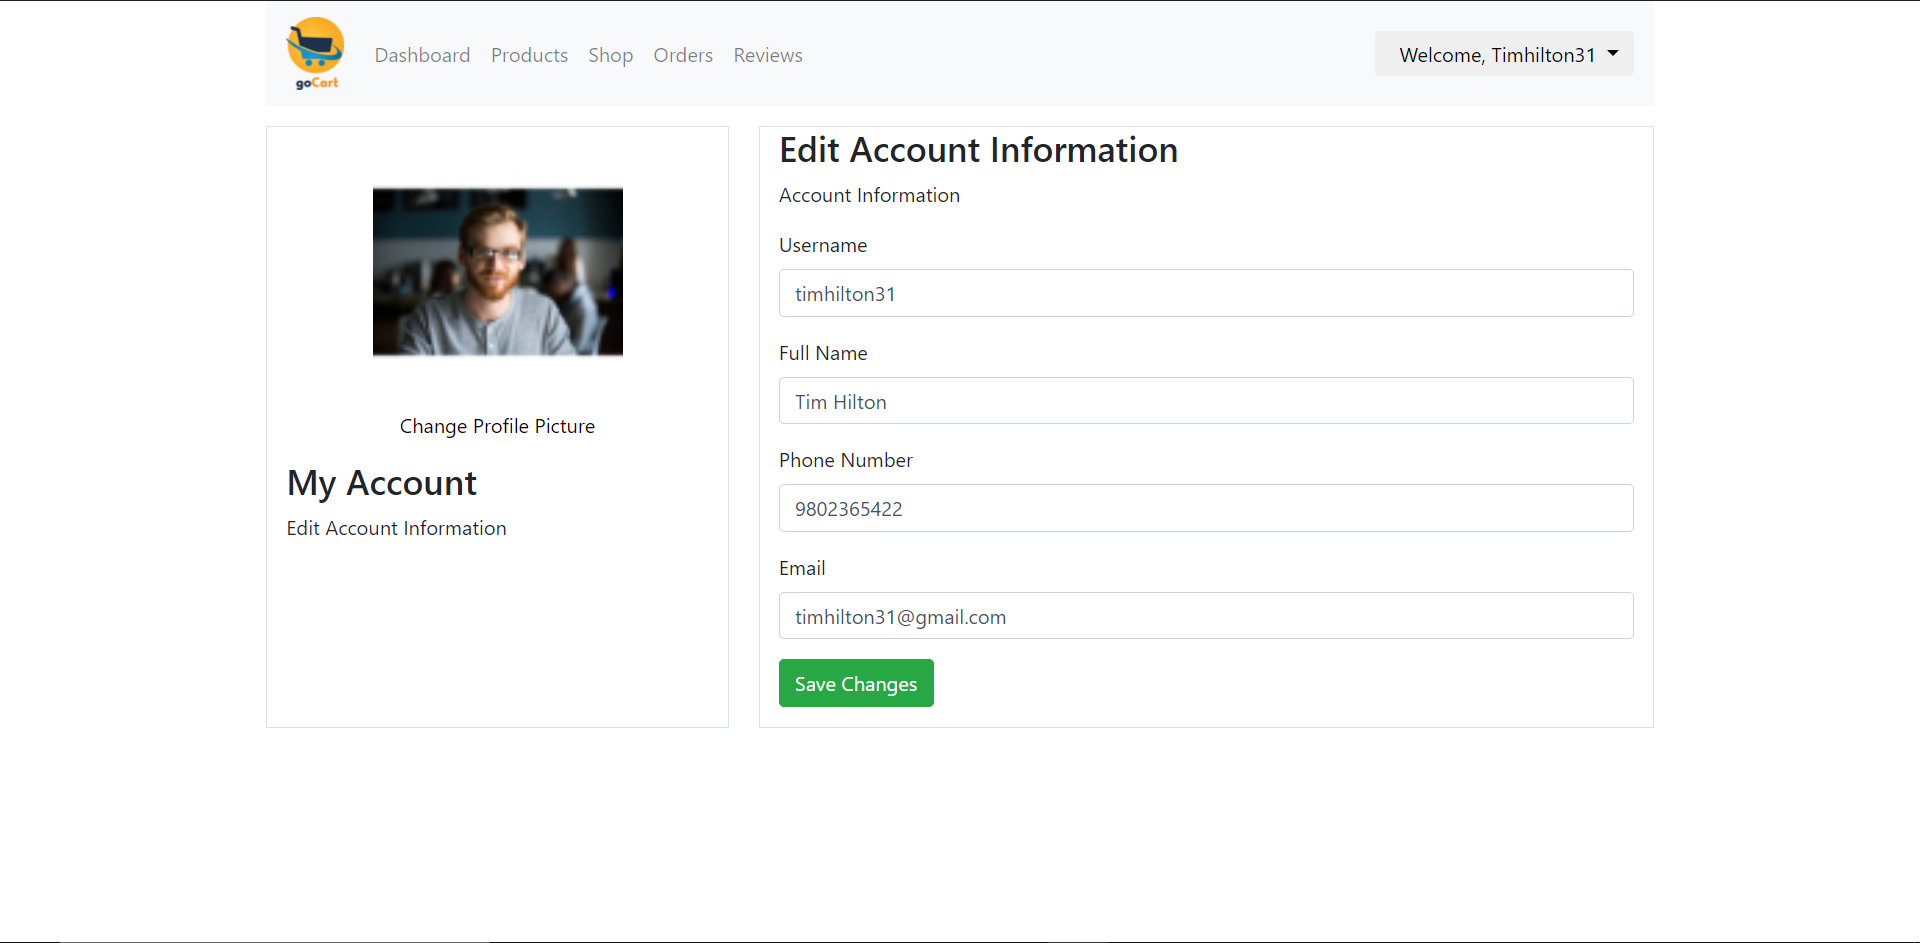 goCart
Dashboard Products Shop Orders Reviews
Welcome, Timhilton31
Change Profile Picture
My Account
Edit Account Information
Edit Account Information
Account Information
Username
timhilton31
Full Name
Tim Hilton
Phone Number
9802365422
Email
timhilton31@gmail.com
Save Changes